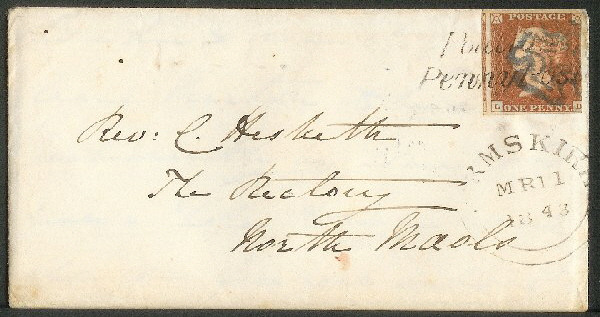 POSTAGE
Penny Post
ONE PENNY
Rev: C. Hesketh
The Rectory
North Meols
ORMSKIRK
MR 11
1843